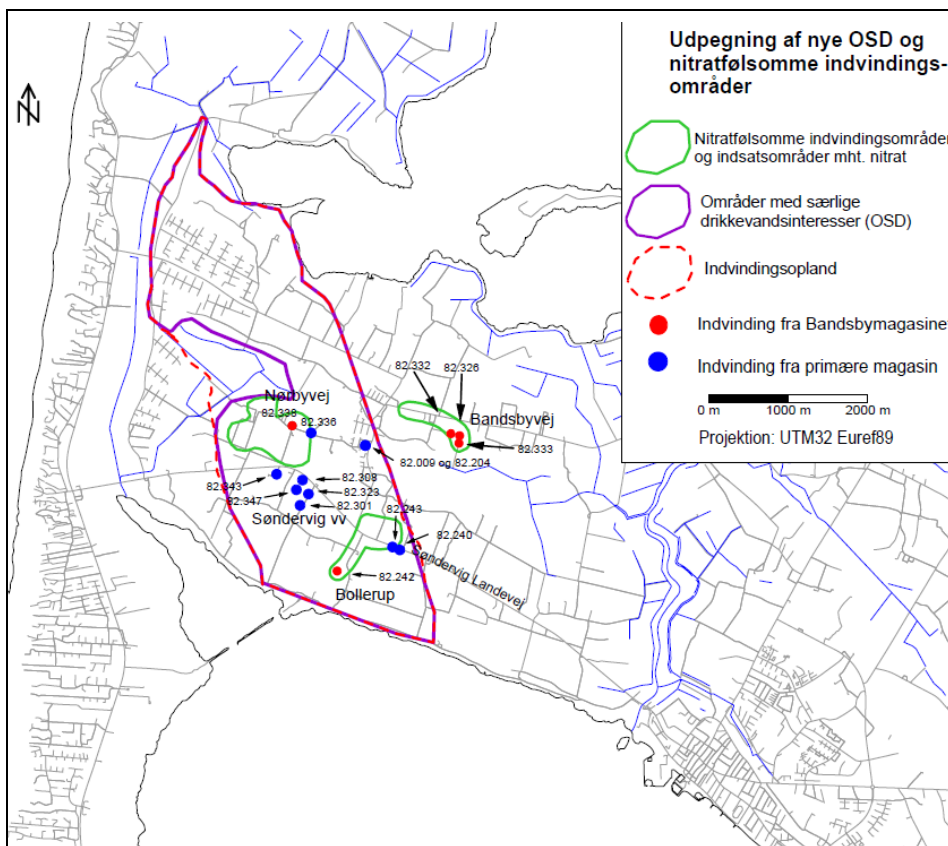 Udpegning af nye OSD og
nitratfølsomme indvindings-
områder
Nitratfølsomme indvindingsområder
og indsatsområder mht. nitrat
Områder med særlige
drikkevandsinteresser (OSD)
Indvindingsopland
Indvinding fra Bandsbymagasine
Indvinding fra primære magasin
0 m 1000 m 2000 m
Projektion: UTM32 Euref89
N
82.332 82.326
Nørbyvej
Bandsbyvej
82.338
82.336
82.333
82.009 og 82.204
82.343
82.308
82.347
82.323
82.301
82.243
Søndervig vv
82.240
Søndervig Landevej
82.242
Bollerup